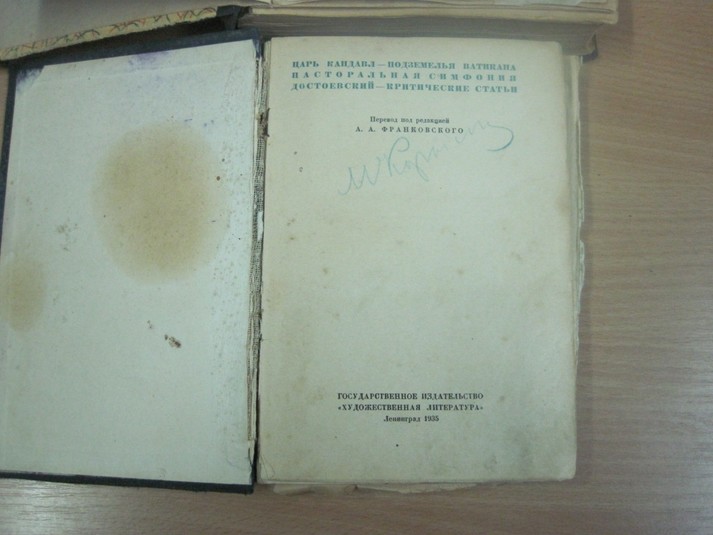 ЦАРЬ КАНДАВЛ — ПОДЗЕМЕЛЬЯ ВАТИКАНА
ПАСТОРАЛЬНАЯ СИМФОНИЯ
ДОСТОЕВСКИЙ — КРИТИЧЕСКИЕ СТАТЬИ
Перевод под редакцией
А. А. ФРАНКОВСКОГО
ГОСУДАРСТВЕННОЕ ИЗДАТЕЛЬСТВО
«ХУДОЖЕСТВЕННАЯ ЛИТЕРАТУРА»
Ленинград 1935